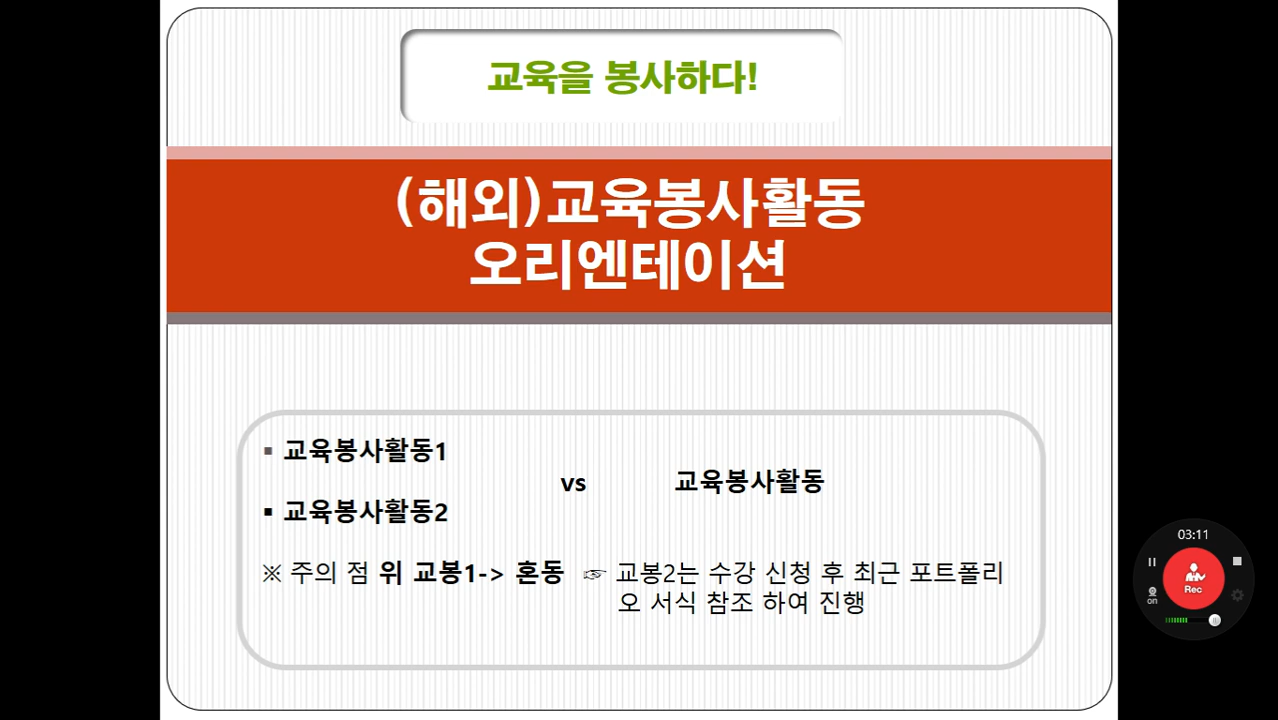 교육을 봉사하다!
(해외)교육봉사활동
오리엔테이션
▪ 교육봉사활동1
vs 교육봉사활동
▪ 교육봉사활동2
※ 주의 점 위 교봉1-> 혼동 ☞ 교봉2는 수강 신청 후 최근 포트폴리
오 서식 참조 하여 진행
03:11
Rec
on